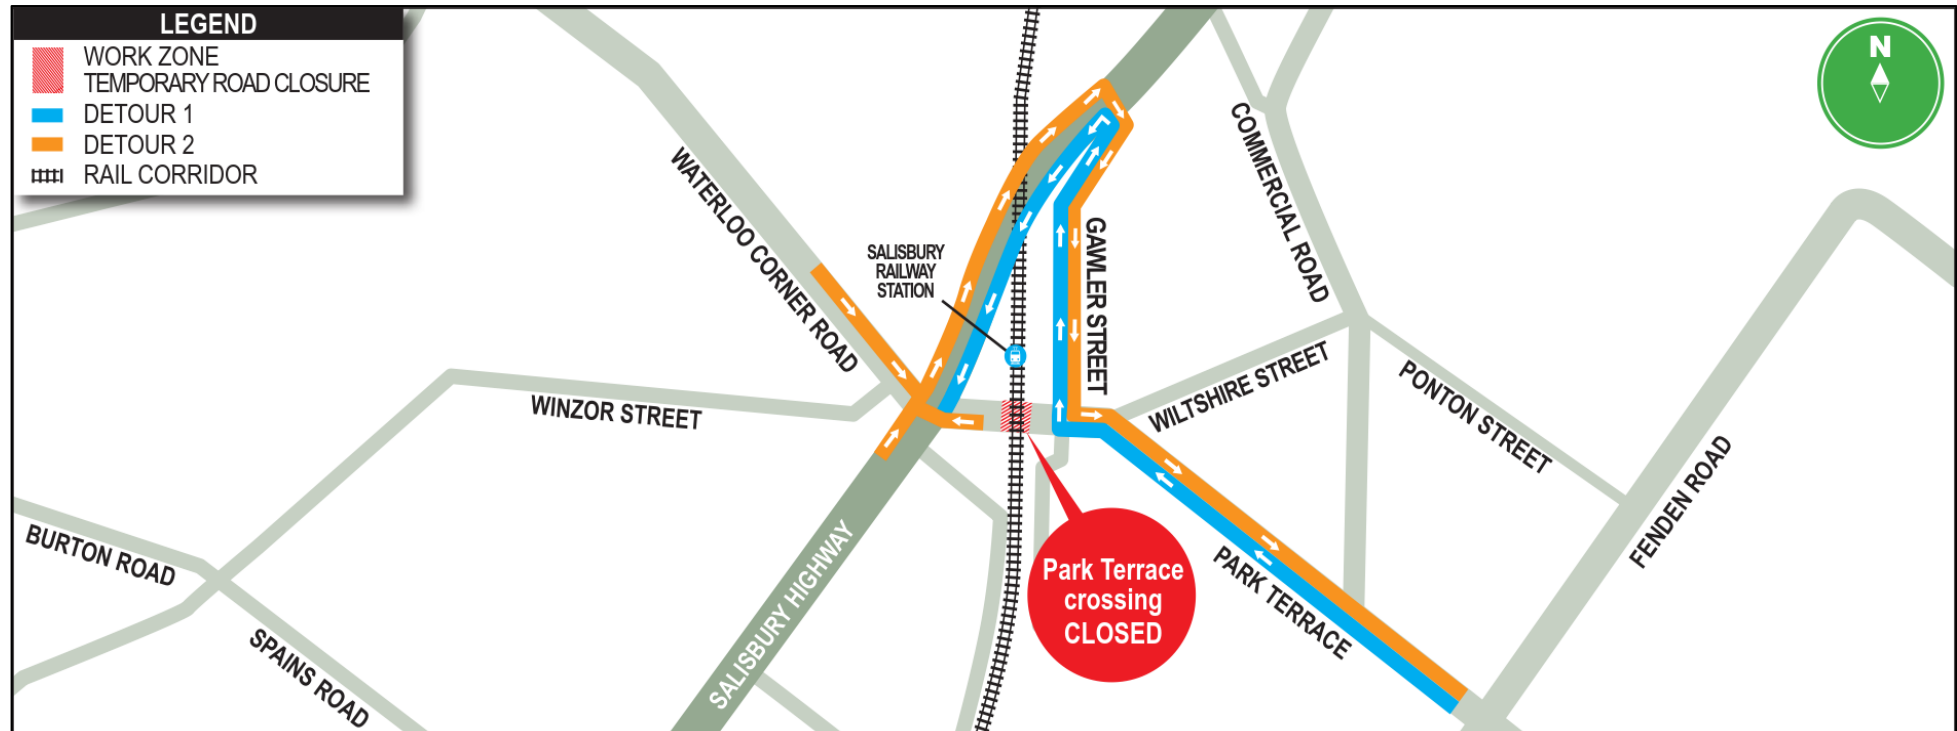 LEGEND
WORK ZONE
TEMPORARY ROAD CLOSURE
DETOUR 1
DETOUR 2
RAIL CORRIDOR
N
WATERLOO CORNER ROAD
SALISBURY
RAILWAY
STATION
GAWLER STREET
COMMERCIAL ROAD
WINZOR STREET
WILTSHIRE STREET
PONTON STREET
FENDEN ROAD
BURTON ROAD
SPAINS ROAD
SALISBURY HIGHWAY
Park Terrace
crossing
CLOSED
PARK TERRACE